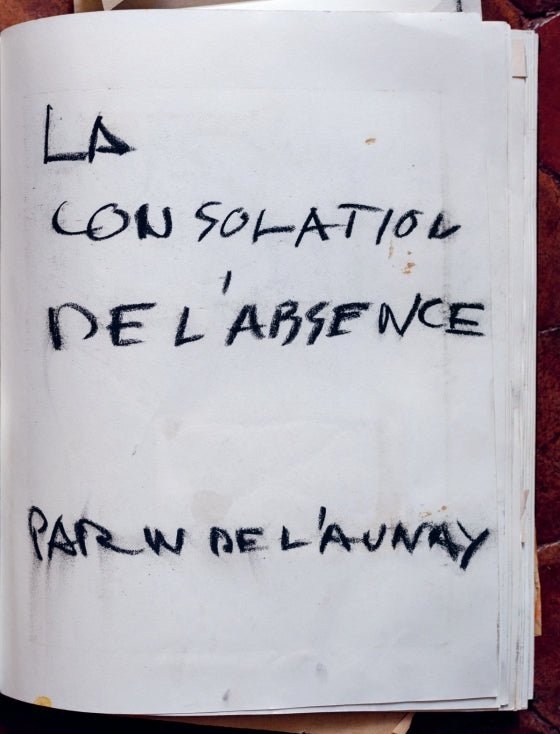 LA
CONSOLATION
DE L'ABSENCE
PAR W DE L'AUNAY